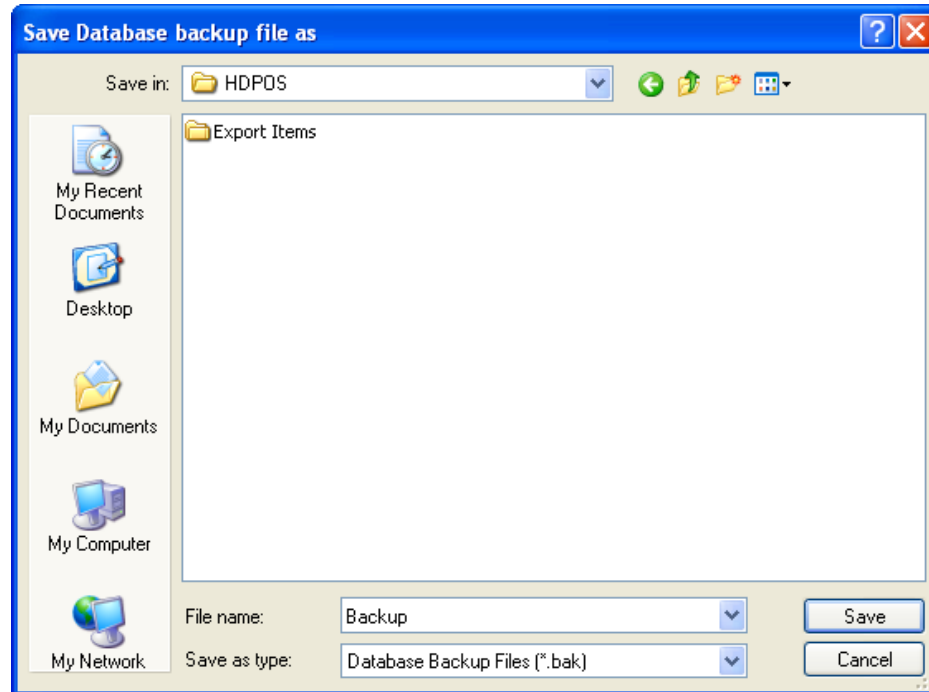 Save Database backup file as
Save in:
HDPOS
Export Items
My Recent
Documents
Desktop
My Documents
My Computer
My Network
File name:
Backup
Save
Save as type:
Database Backup Files (*.bak)
Cancel